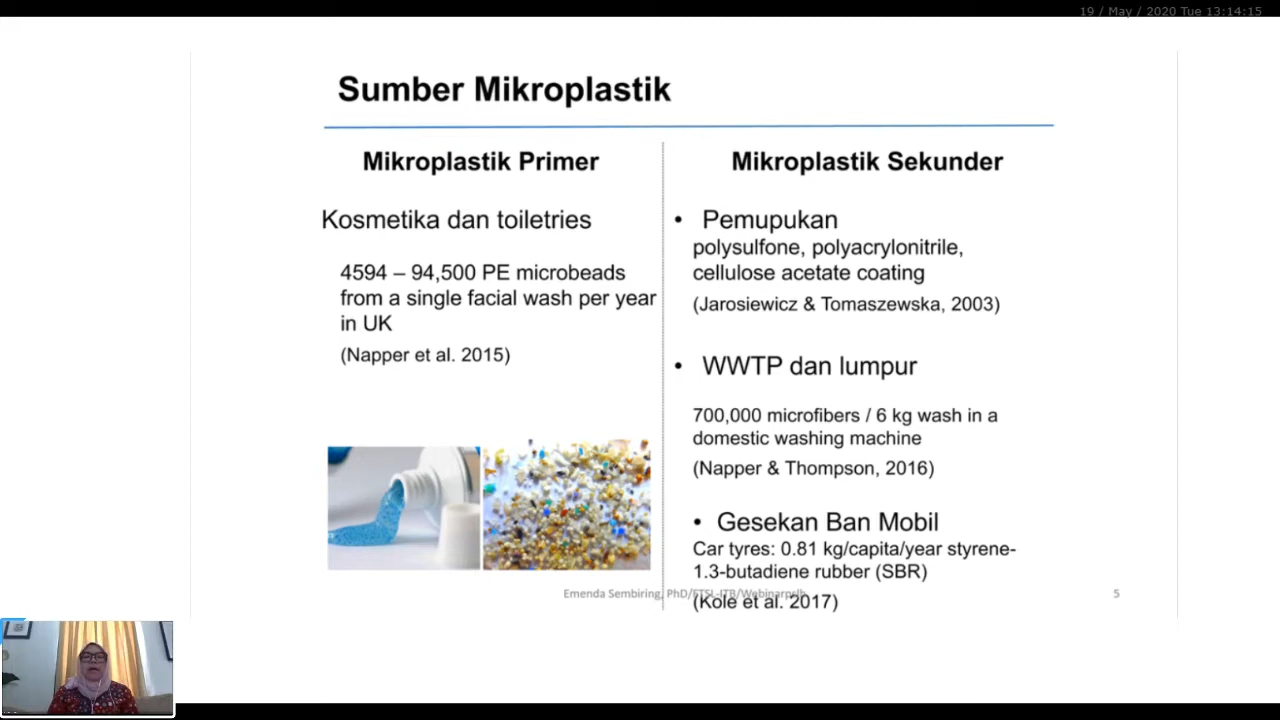 19 / May / 2020 Tue 13:14:15
Sumber Mikroplastik
Mikroplastik Primer
Kosmetika dan toiletries
4594 – 94,500 PE microbeads
from a single facial wash per year
in UK
(Napper et al. 2015)
Mikroplastik Sekunder
• Pemupukan
polysulfone, polyacrylonitrile,
cellulose acetate coating
(Jarosiewicz & Tomaszewska, 2003)
• WWTP dan lumpur
700,000 microfibers / 6 kg wash in a
domestic washing machine
(Napper & Thompson, 2016)
• Gesekan Ban Mobil
Car tyres: 0.81 kg/capita/year styrene-
1.3-butadiene rubber (SBR)
(Kole et al. 2017)
Emenda Sembiring, PhD/FTSL-ITB/
5